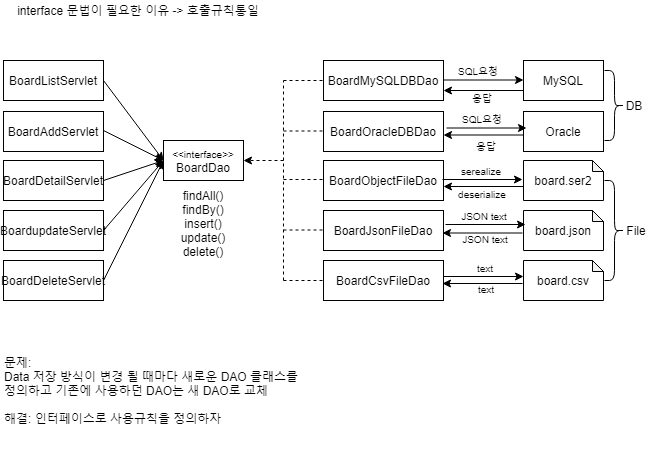 interface 문법이 필요한 이유 -> 호출규칙통일
BoardListServlet
BoardAddServlet
BoardDetailServlet
BoardupdateServlet
BoardDeleteServlet
<<interface>>
BoardDao
findAll()
findBy()
insert()
update()
delete()
BoardMySQLDBDao
SQL요청
응답
MySQL
BoardOracleDBDao
SQL요청
응답
Oracle
DB
BoardObjectFileDao
serealize
deserialize
board.ser2
BoardJsonFileDao
JSON text
JSON text
board.json
File
BoardCsvFileDao
text
text
board.csv
문제:
Data 저장 방식이 변경 될 때마다 새로운 DAO 클래스를
정의하고 기존에 사용하던 DAO는 새 DAO로 교체
해결: 인터페이스로 사용규칙을 정의하자